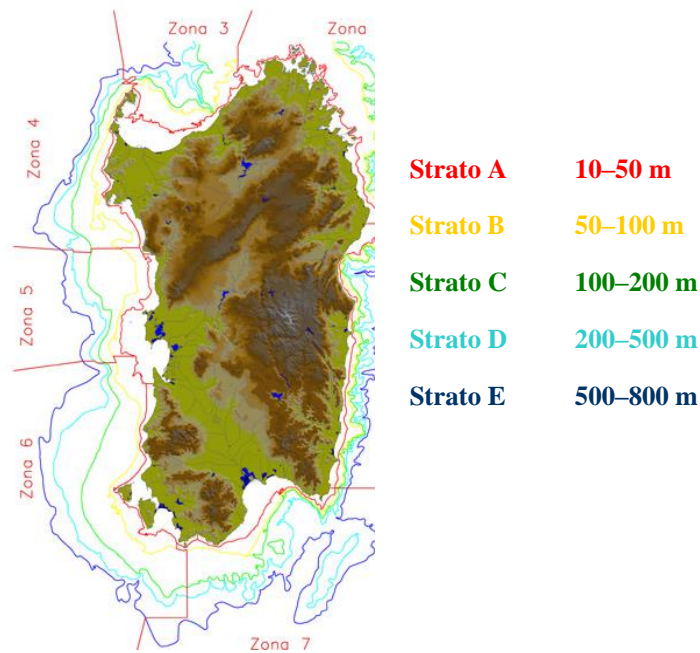 Zona 3
Zona
Zona 4
Strato A 10–50 m
Strato B 50–100 m
Strato C 100–200 m
Zona 5
Strato D 200–500 m
Strato E 500–800 m
Zona 6
Zona 7